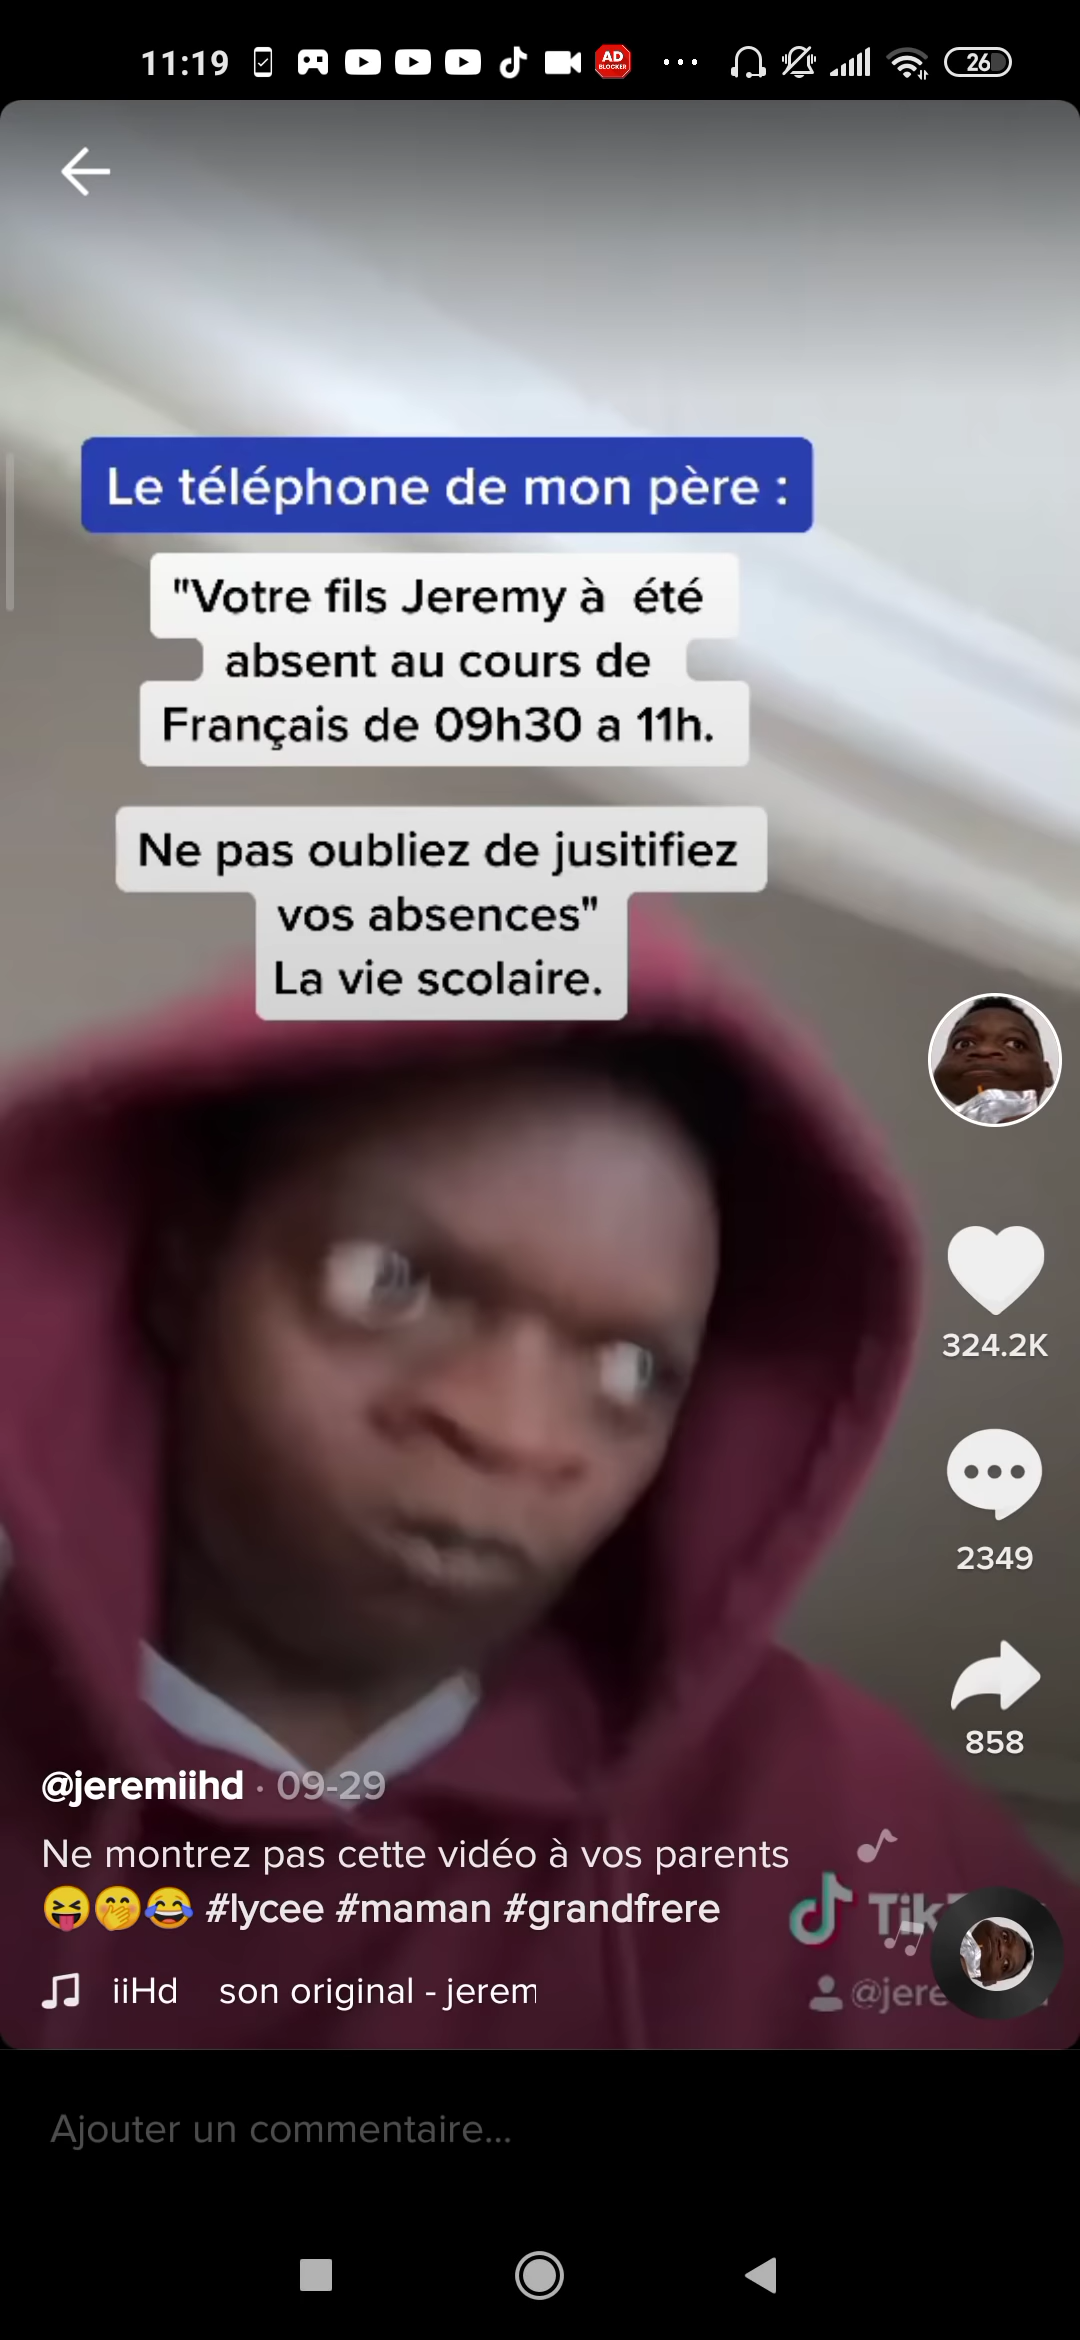 11:19
AD
BLOCKER
26
Le téléphone de mon père :
"Votre fils Jeremy à  été
absent au cours de
Français de 09h30 a 11h.
Ne pas oubliez de jusitifiez
vos absences"
La vie scolaire.
324.2K
2349
858
@jeremiihd · 09-29
Ne montrez pas cette vidéo à vos parents
😝🤭😂 #lycee #maman #grandfrere
iiHd son original - jerem
Ajouter un commentaire...